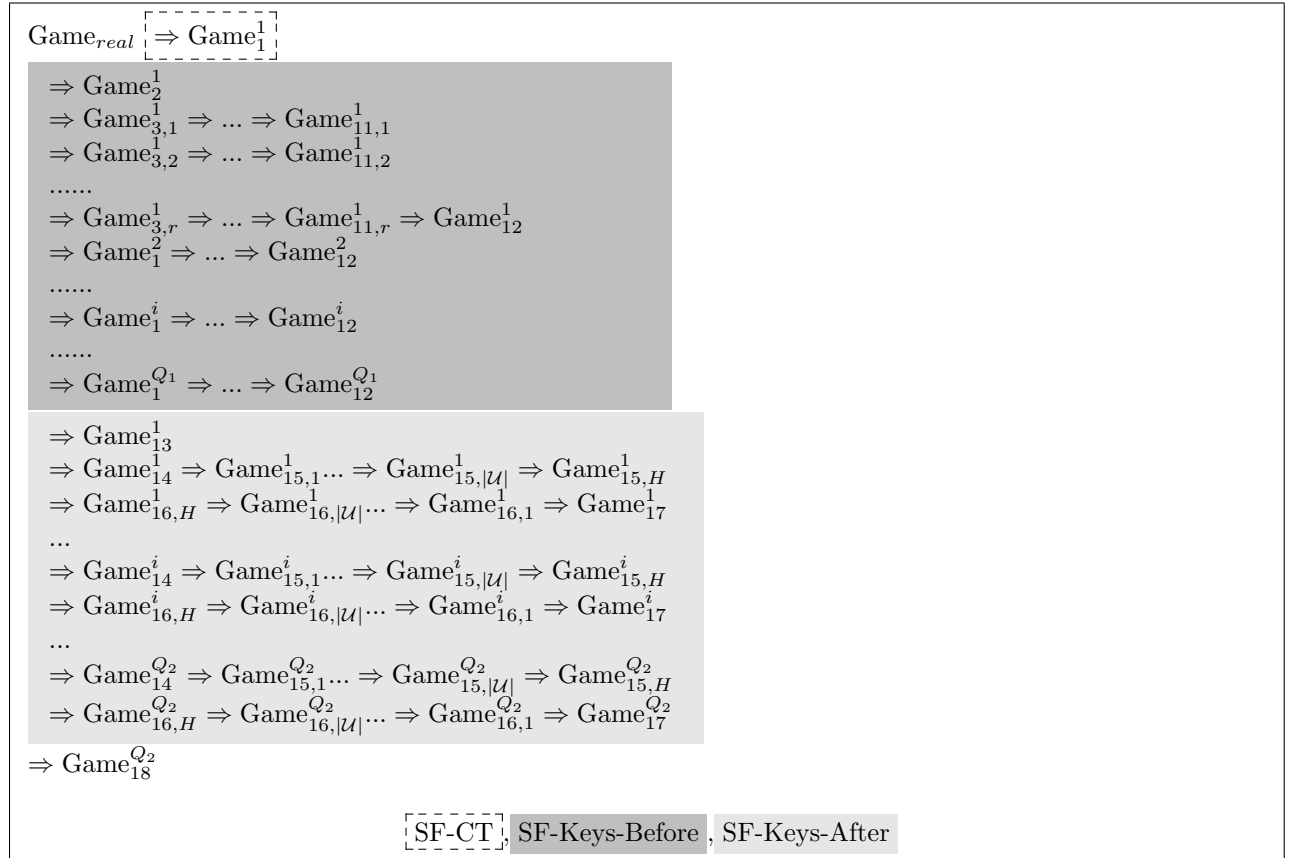 Game_{real} ⇒ Game^1_1
⇒ Game^1_2
⇒ Game^1_{3,1} ⇒ ... ⇒ Game^1_{11,1}
⇒ Game^1_{3,2} ⇒ ... ⇒ Game^1_{11,2}
......
⇒ Game^1_{3,r} ⇒ ... ⇒ Game^1_{11,r} ⇒ Game^1_{12}
⇒ Game^2_1 ⇒ ... ⇒ Game^2_{12}
......
⇒ Game^i_1 ⇒ ... ⇒ Game^i_{12}
......
⇒ Game^{Q_1}_1 ⇒ ... ⇒ Game^{Q_1}_{12}
⇒ Game^1_{13}
⇒ Game^1_{14} ⇒ Game^1_{15,1}... ⇒ Game^1_{15,|𝒰|} ⇒ Game^1_{15,H}
⇒ Game^1_{16,H} ⇒ Game^1_{16,|𝒰|}... ⇒ Game^1_{16,1} ⇒ Game^1_{17}
...
⇒ Game^i_{14} ⇒ Game^i_{15,1}... ⇒ Game^i_{15,|𝒰|} ⇒ Game^i_{15,H}
⇒ Game^i_{16,H} ⇒ Game^i_{16,|𝒰|}... ⇒ Game^i_{16,1} ⇒ Game^i_{17}
...
⇒ Game^{Q_2}_{14} ⇒ Game^{Q_2}_{15,1}... ⇒ Game^{Q_2}_{15,|𝒰|} ⇒ Game^{Q_2}_{15,H}
⇒ Game^{Q_2}_{16,H} ⇒ Game^{Q_2}_{16,|𝒰|}... ⇒ Game^{Q_2}_{16,1} ⇒ Game^{Q_2}_{17}
⇒ Game^{Q_2}_{18}
SF-CT, SF-Keys-Before, SF-Keys-After